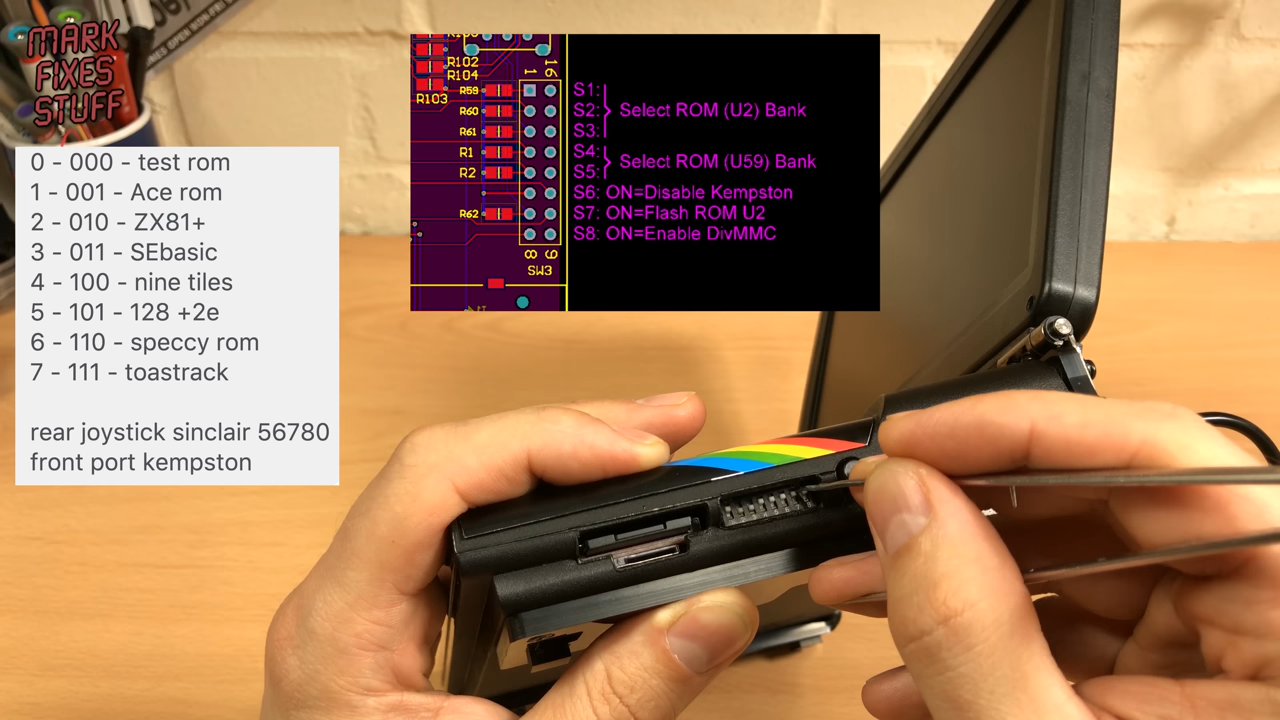 MARK
FIXES
STUFF
OPEN MON-FRI
0 - 000 - test rom
1 - 001 - Ace rom
2 - 010 - ZX81+
3 - 011 - SEbasic
4 - 100 - nine tiles
5 - 101 - 128 +2e
6 - 110 - speccy rom
7 - 111 - toastrack
rear joystick sinclair 56780
front port kempston
R102
R104
R103
R59
R60
R61
R1
R2
R62
1 16
8 9
SW3
S1:
S2: Select ROM (U2) Bank
S3:
S4:
Select ROM (U59) Bank
S5:
S6: ON=Disable Kempston
S7: ON=Flash ROM U2
S8: ON=Enable DivMMC